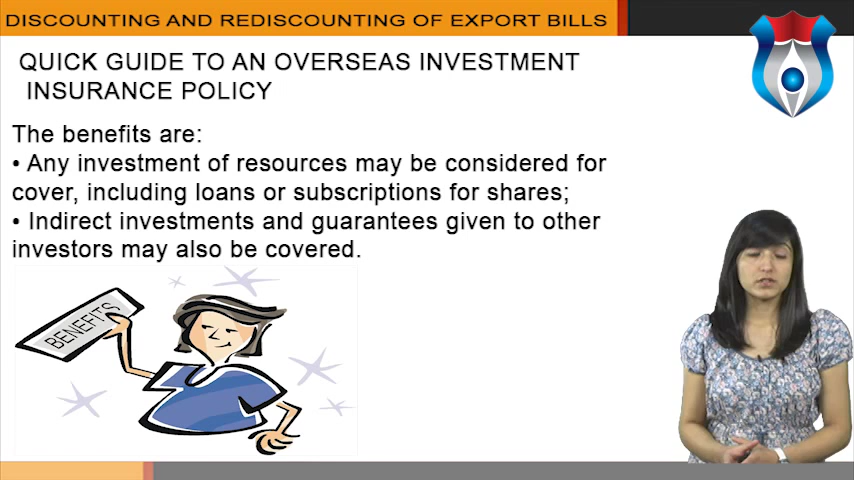 DISCOUNTING AND REDISCOUNTING OF EXPORT BILLS
QUICK GUIDE TO AN OVERSEAS INVESTMENT
INSURANCE POLICY
The benefits are:
• Any investment of resources may be considered for
cover, including loans or subscriptions for shares;
• Indirect investments and guarantees given to other
investors may also be covered.
BENEFITS